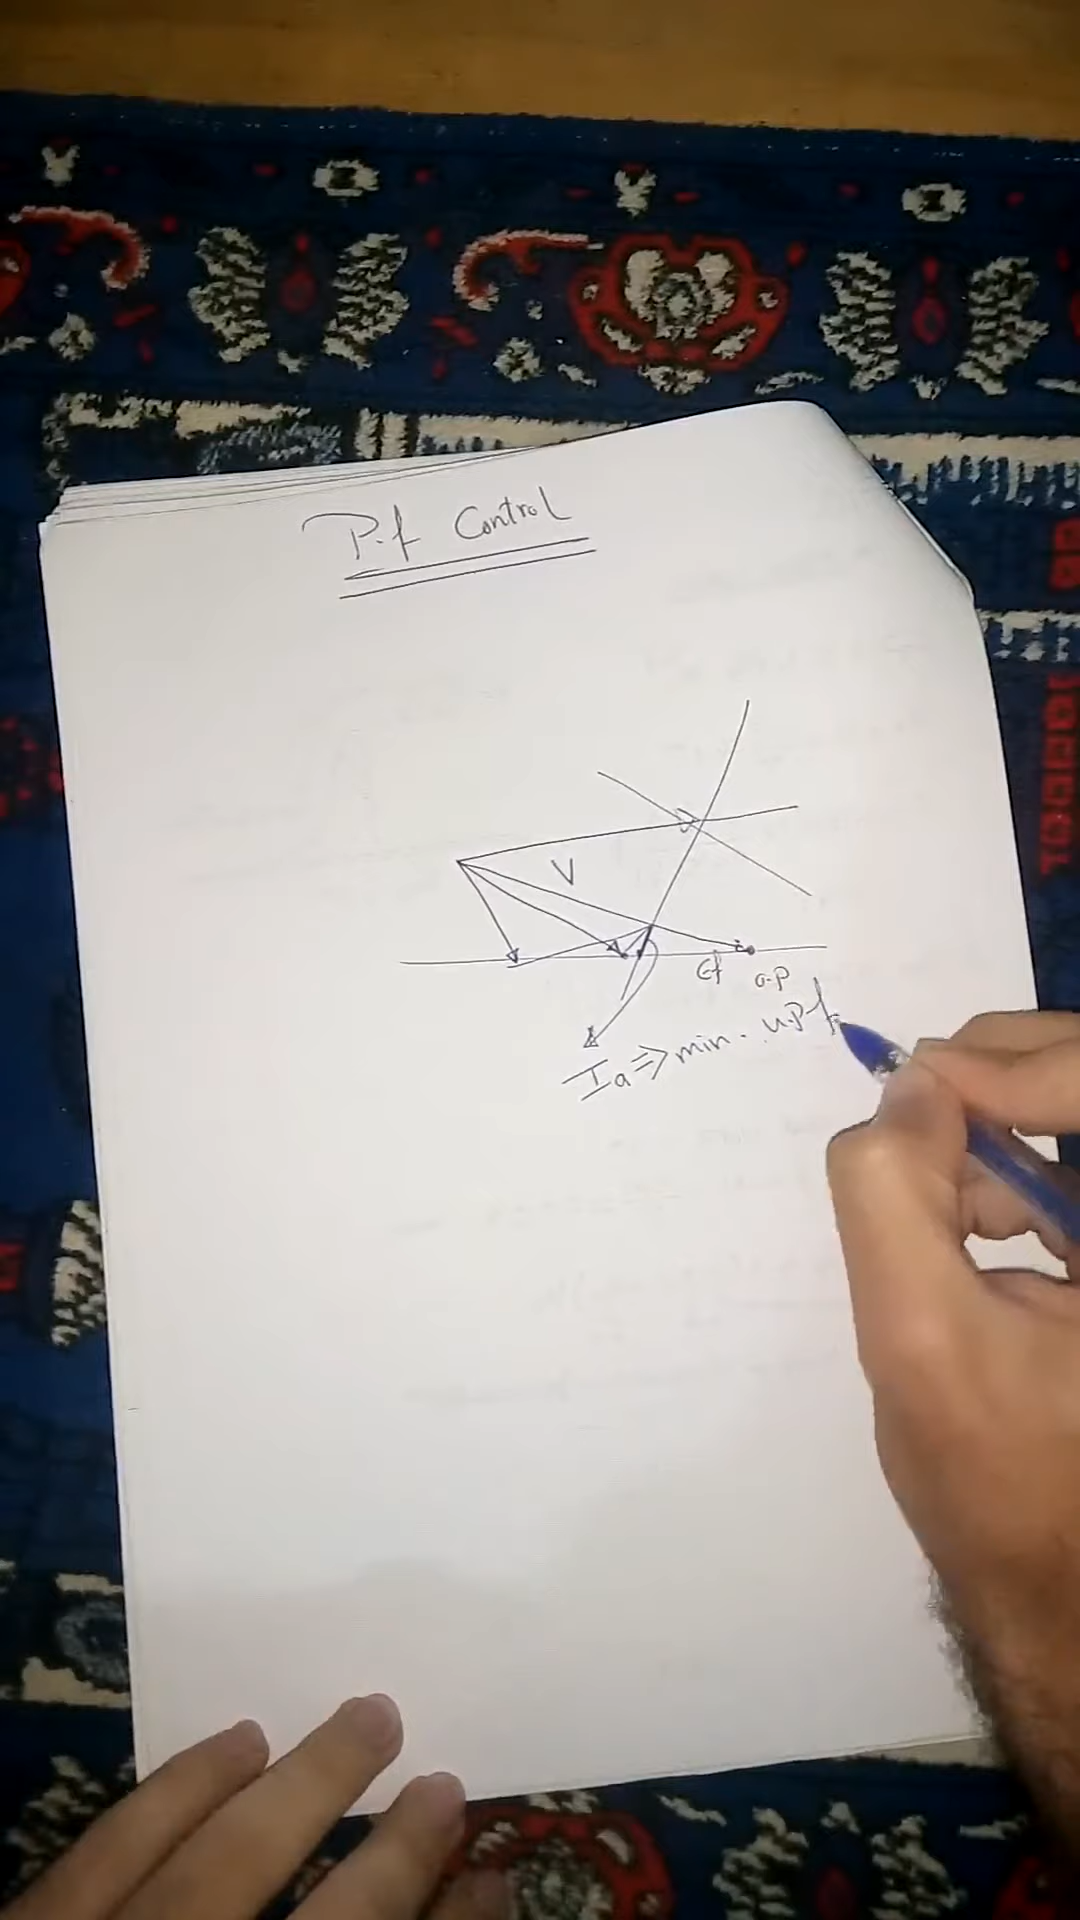 P.f Control
V
Ef o.p
Ia ⇒ min. u.p.f